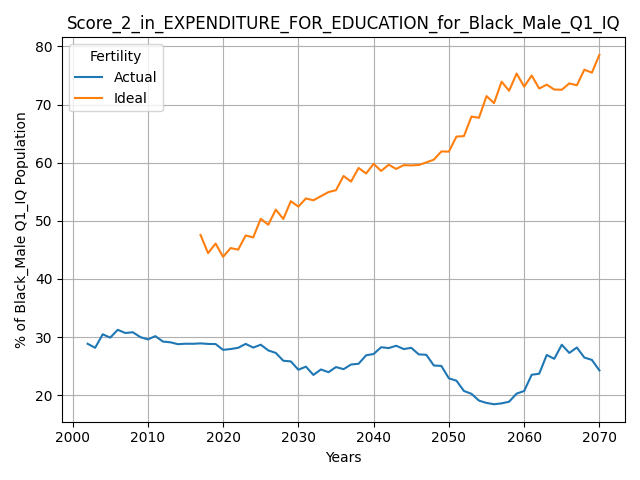 Score_2_in_EXPENDITURE_FOR_EDUCATION_for_Black_Male_Q1_IQ
Fertility
Actual
Ideal
% of Black_Male Q1_IQ Population
80
70
60
50
40
30
20
2000 2010 2020 2030 2040 2050 2060 2070
Years